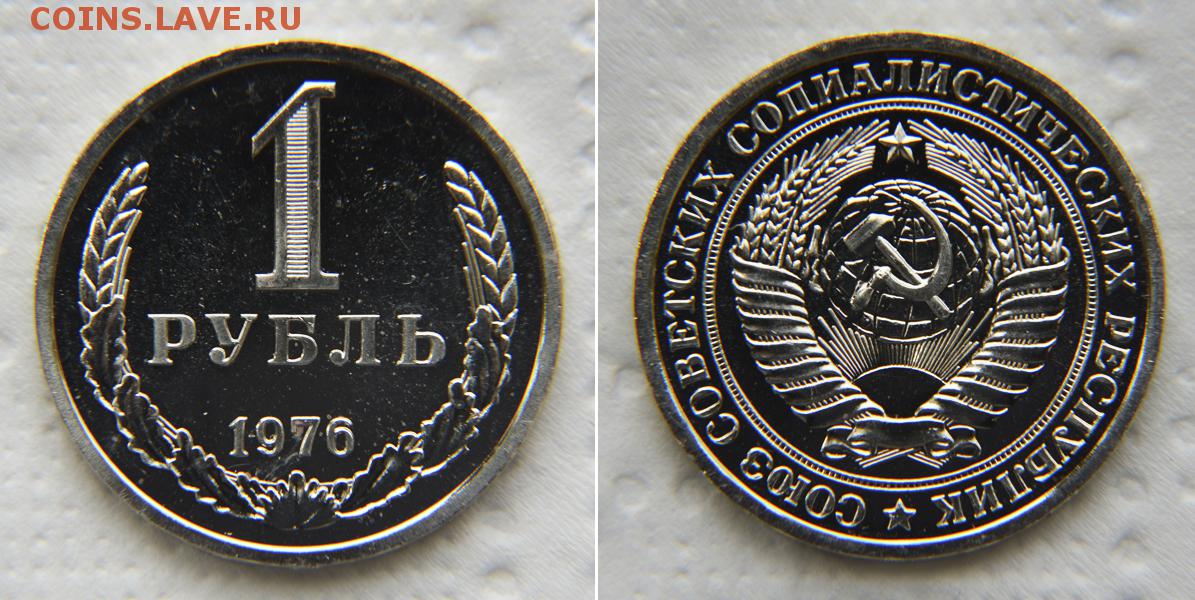 COINS.LAVE.RU
1
РУБЛЬ
1976
СОЮЗ СОВЕТСКИХ СОЦИАЛИСТИЧЕСКИХ РЕСПУБЛИК